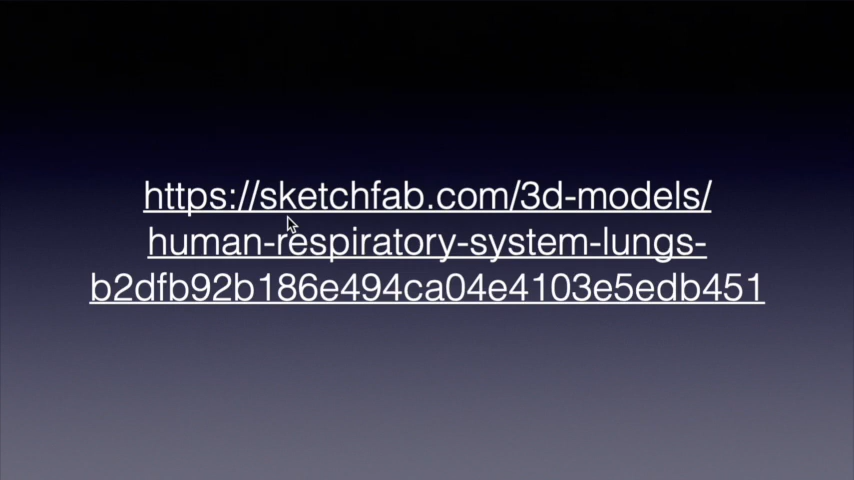 https://sketchfab.com/3d-models/
human-respiratory-system-lungs-
b2dfb92b186e494ca04e4103e5edb451